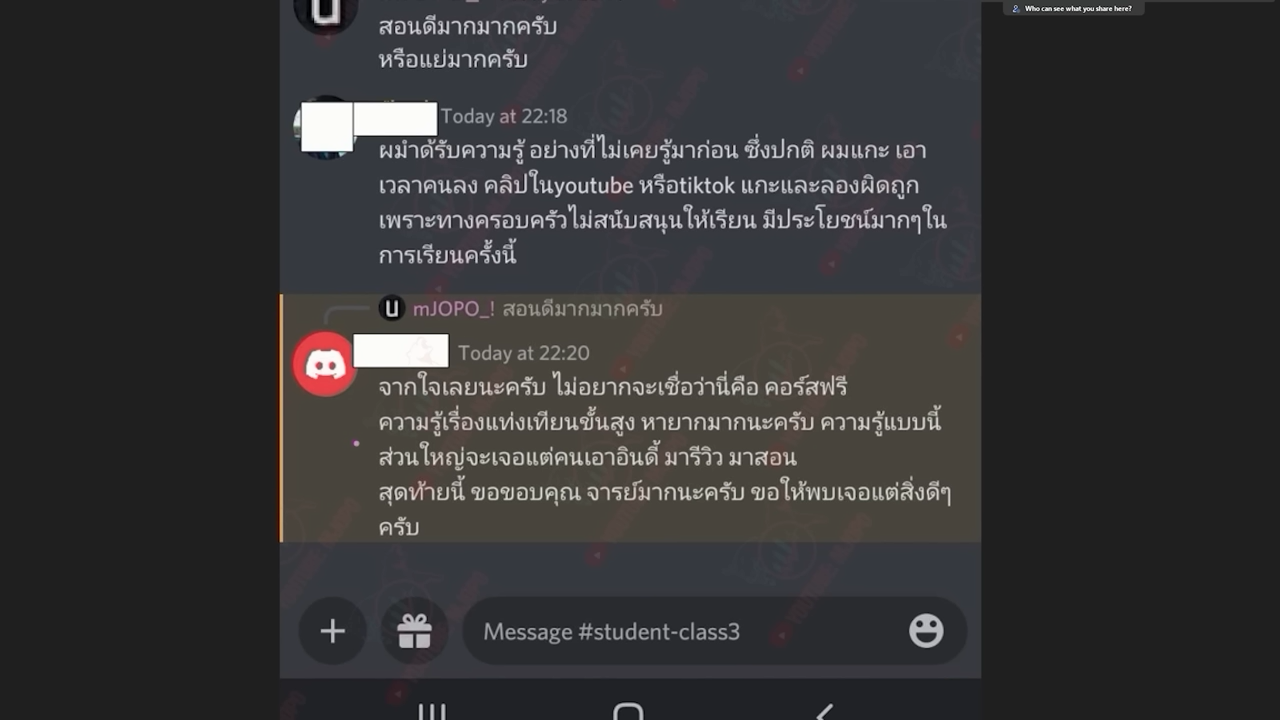 Who can see what you share here?
สอนดีมากมากครับ
หรือแย่มากครับ
Today at 22:18
ผมำด้รับความรู้ อย่างที่ไม่เคยรู้มาก่อน ซึ่งปกติ ผมแกะ เอา
เวลาคนลง คลิปในyoutube หรือtiktok แกะและลองผิดถูก
เพราะทางครอบครัวไม่สนับสนุนให้เรียน มีประโยชน์มากๆใน
การเรียนครั้งนี้
mJOPO_! สอนดีมากมากครับ
Today at 22:20
จากใจเลยนะครับ ไม่อยากจะเชื่อว่านี่คือ คอร์สฟรี
ความรู้เรื่องแท่งเทียนขั้นสูง หายากมากนะครับ ความรู้แบบนี้
ส่วนใหญ่จะเจอแต่คนเอาอินดี้ มารีวิว มาสอน
สุดท้ายนี้ ขอขอบคุณ จารย์มากนะครับ ขอให้พบเจอแต่สิ่งดีๆ
ครับ
Message #student-class3